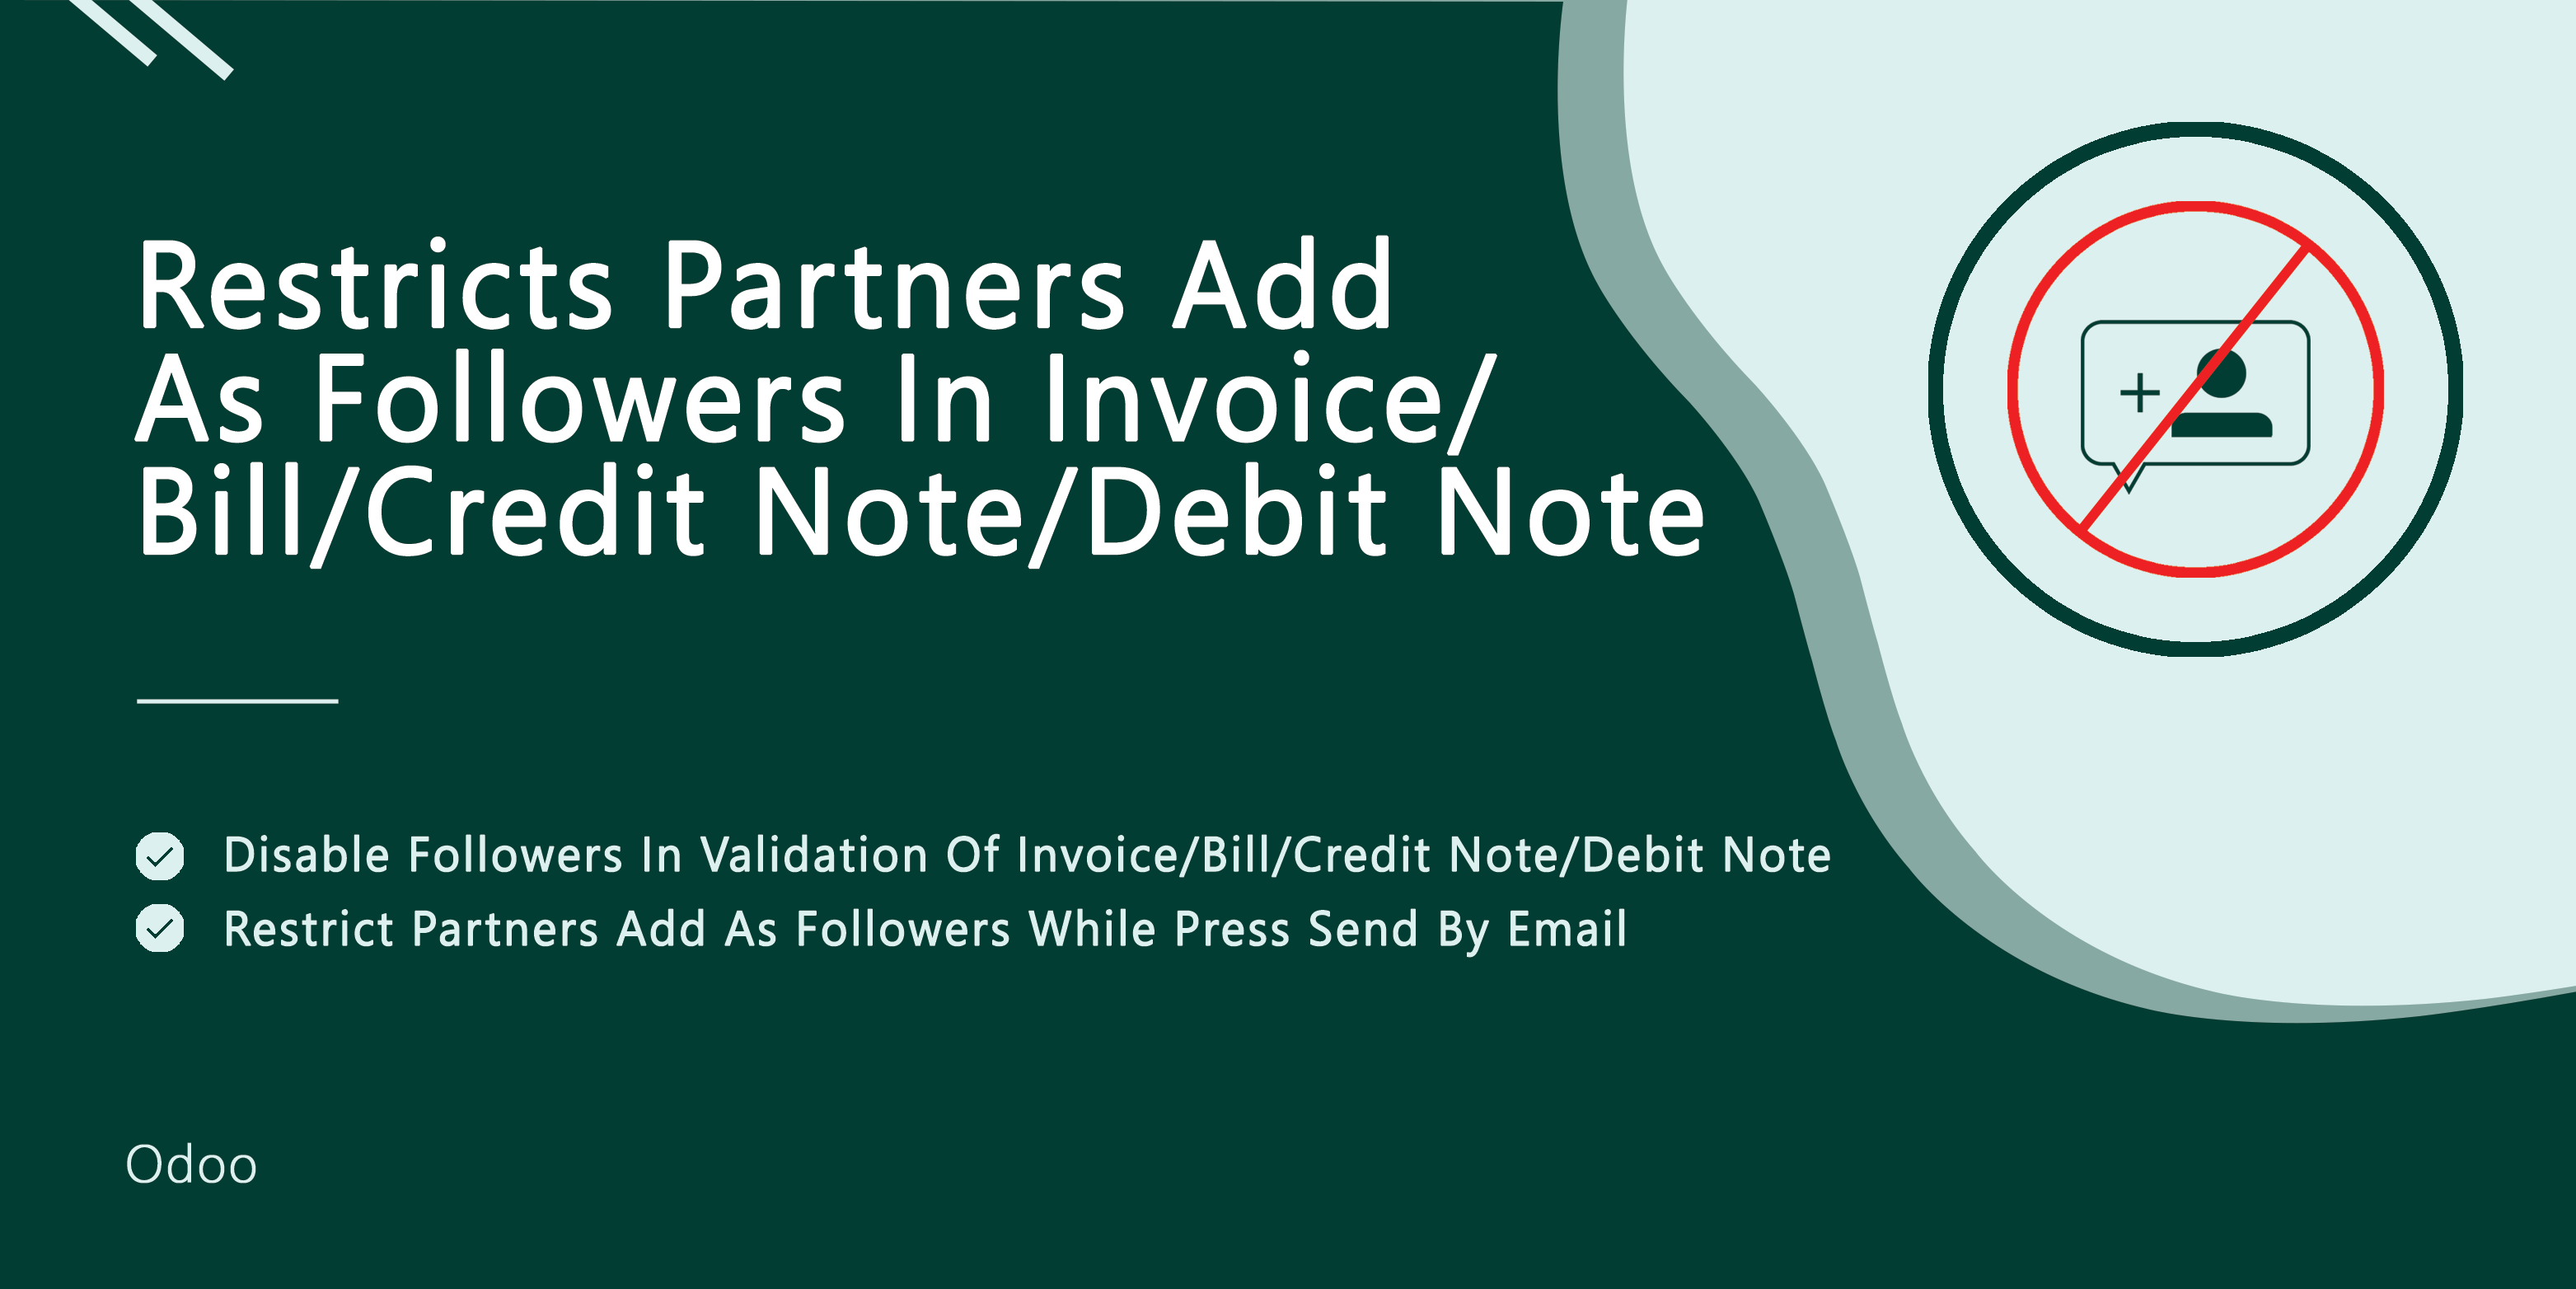 Restricts Partners Add
As Followers In Invoice/
Bill/Credit Note/Debit Note
Disable Followers In Validation Of Invoice/Bill/Credit Note/Debit Note
Restrict Partners Add As Followers While Press Send By Email
Odoo